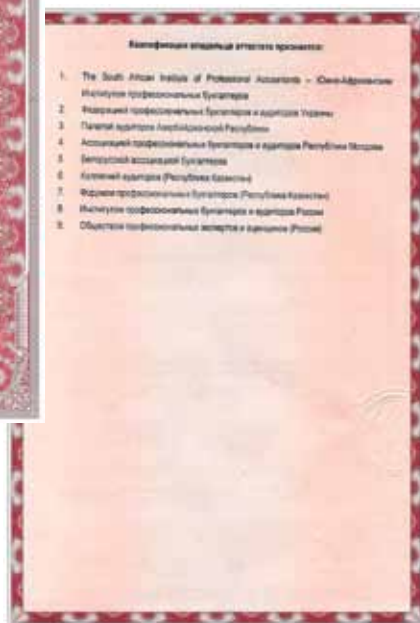 Квалификация владельца аттестата признается:
1. The South African Institute of Professional Accountants – Южно-Африканским
Институтом профессиональных бухгалтеров
2. Федерацией профессиональных бухгалтеров и аудиторов Украины
3. Палатой аудиторов Азербайджанской Республики
4. Ассоциацией профессиональных бухгалтеров и аудиторов Республики Молдова
5. Белорусской ассоциацией бухгалтеров
6. Коллегией аудиторов (Республика Казахстан)
7. Форумом профессиональных бухгалтеров (Республика Казахстан)
8. Институтом профессиональных бухгалтеров и аудиторов России
9. Обществом профессиональных экспертов и оценщиков (Россия)